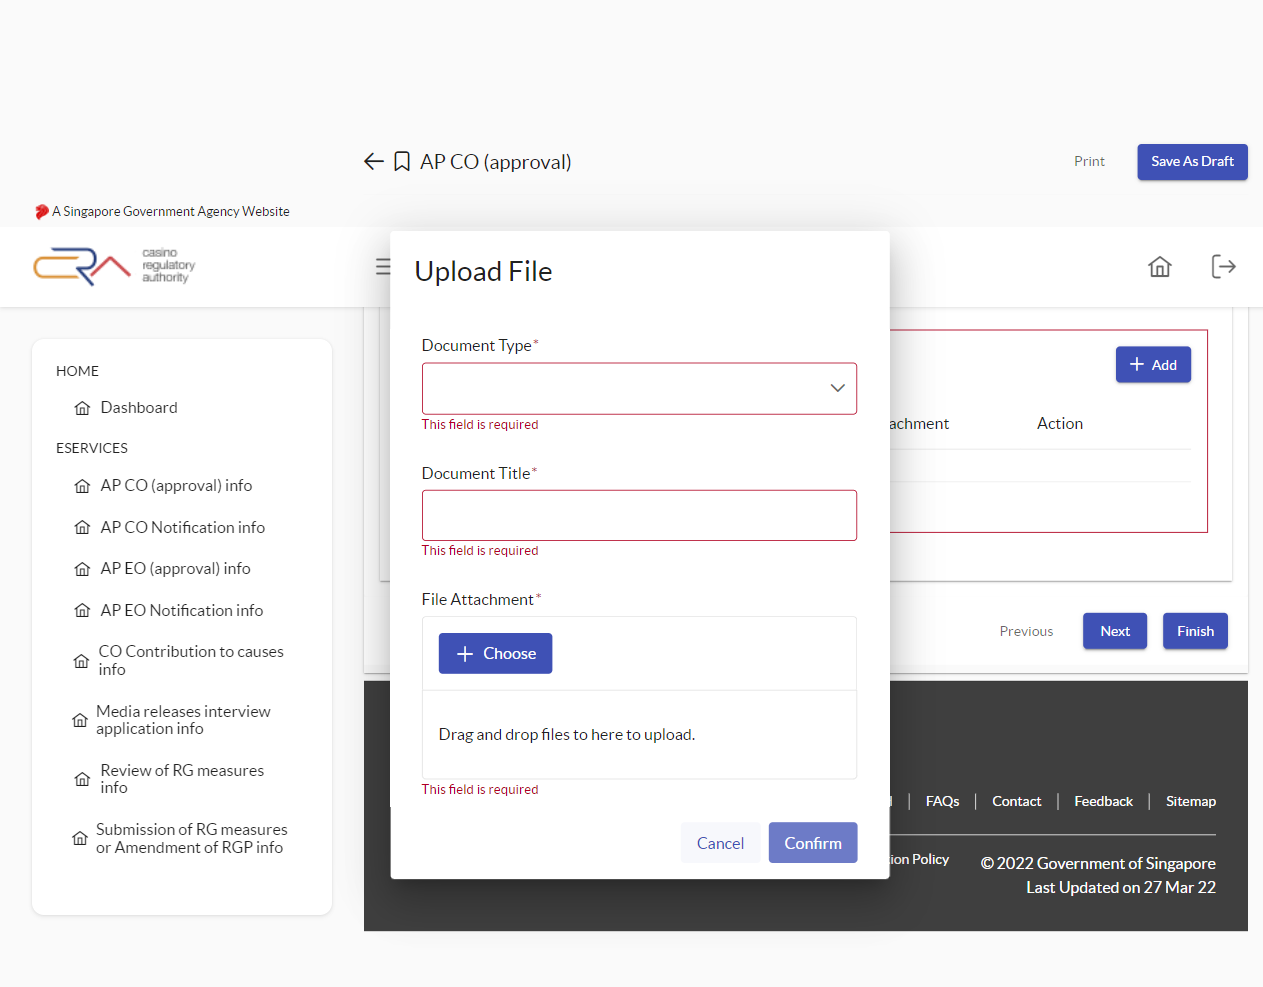 AP CO (approval)
Print
Save As Draft
A Singapore Government Agency Website
casino
regulatory
authority
Upload File
HOME
Dashboard
ESERVICES
AP CO (approval) info
AP CO Notification info
AP EO (approval) info
AP EO Notification info
CO Contribution to causes
info
Media releases interview
application info
Review of RG measures
info
Submission of RG measures
or Amendment of RGP info
Document Type*
This field is required
Document Title*
This field is required
File Attachment*
Choose
Drag and drop files to here to upload.
This field is required
Cancel
Confirm
Add
achment
Action
Previous
Next
Finish
FAQs
Contact
Feedback
Sitemap
ion Policy
© 2022 Government of Singapore
Last Updated on 27 Mar 22